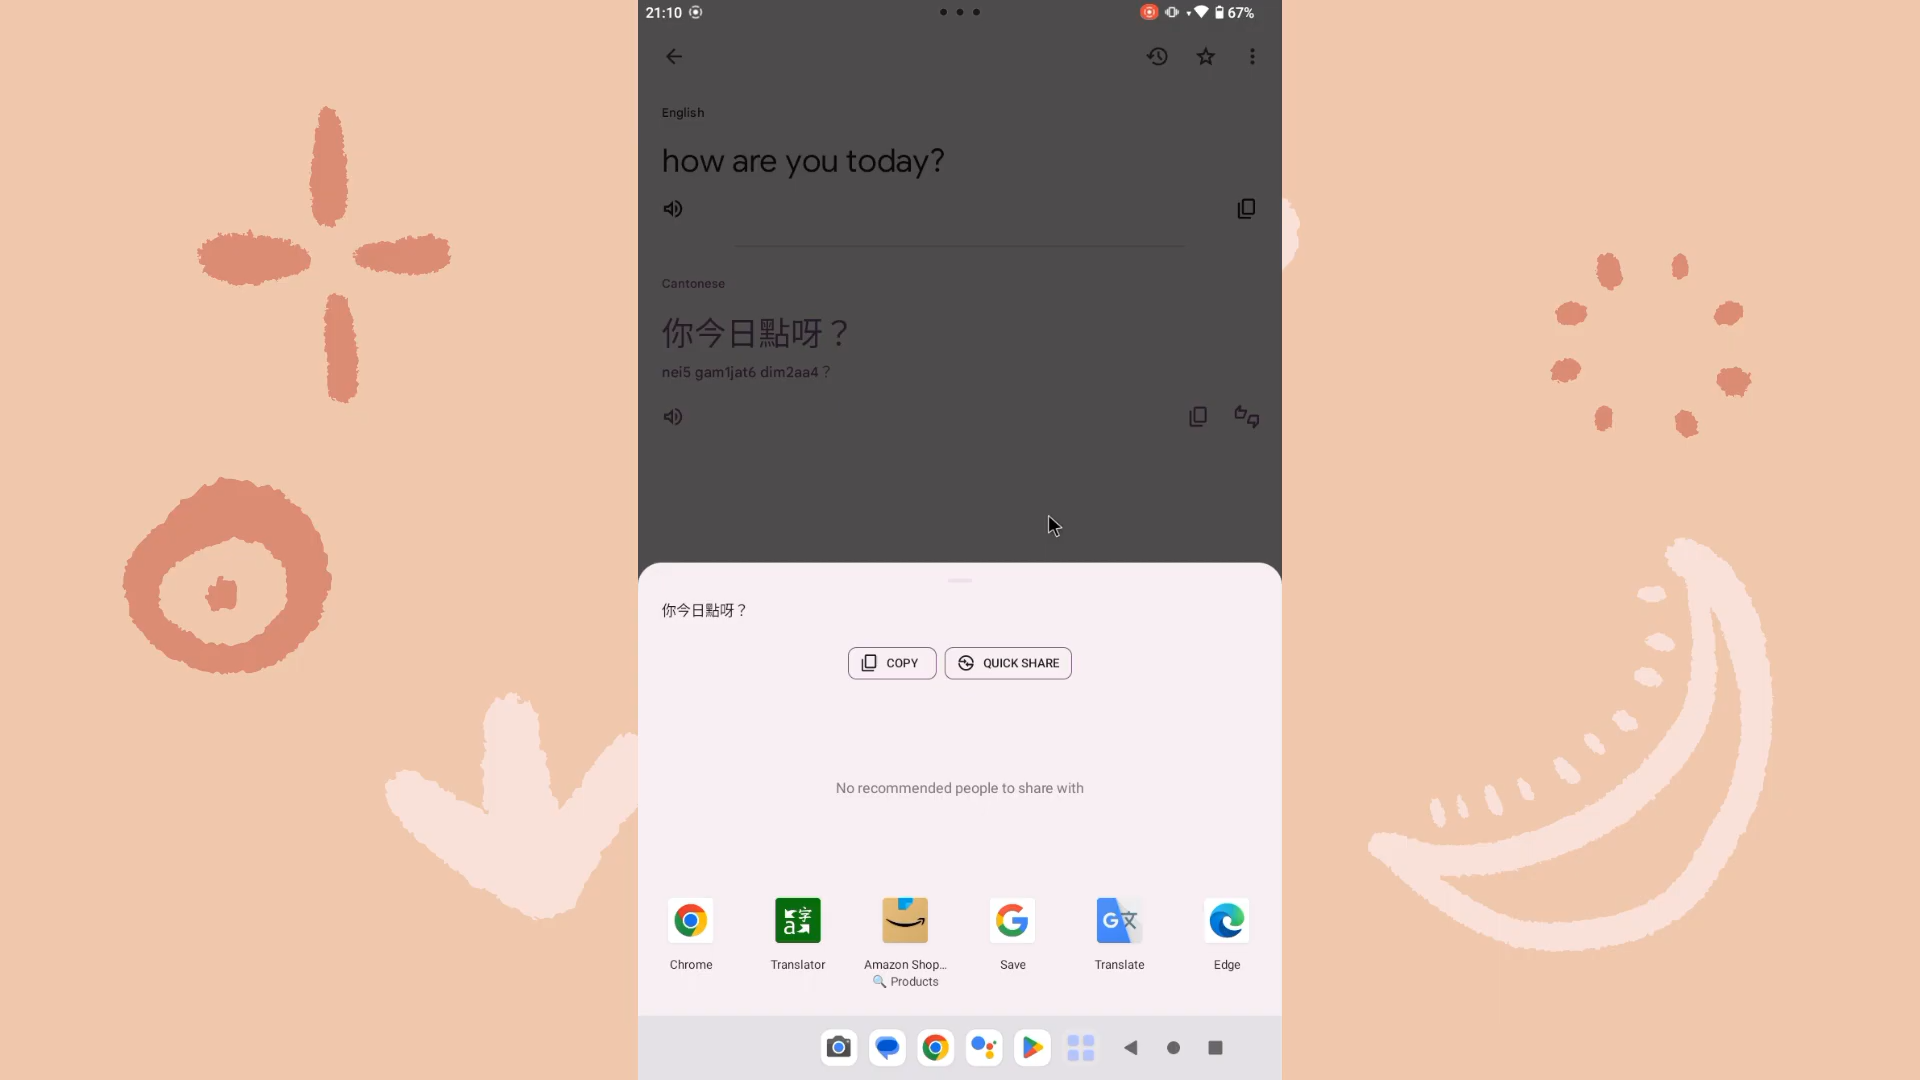 21:10
67%
English
how are you today?
Cantonese
你今日點呀？
nei5 gam1jat6 dim2aa4？
你今日點呀？
COPY
QUICK SHARE
No recommended people to share with
Chrome
Translator
Amazon Shop...
Products
Save
Translate
Edge